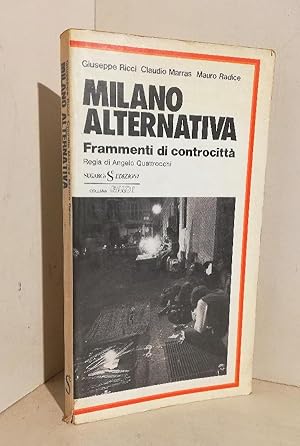 Giuseppe Ricci Claudio Marras Mauro Radice
MILANO
ALTERNATIVA
Frammenti di controcittà
Regia di Angelo Quattrocchi
SUGARCO S EDIZIONI
COLLANA
MILANO ALTERNATIVA
S